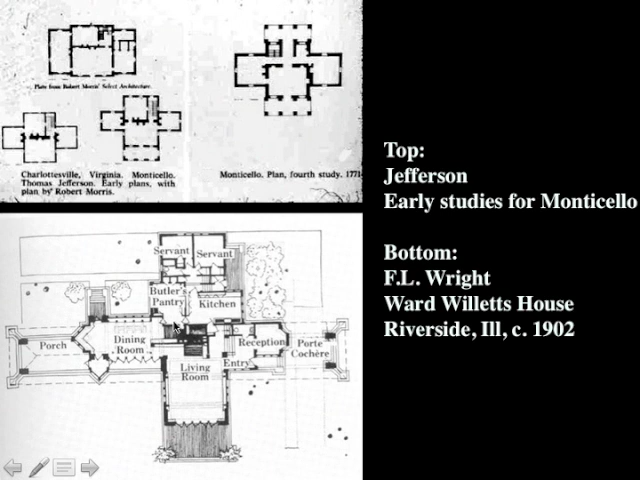 Plate from Robert Morris' Select Architecture.
Charlottesville, Virginia. Monticello.
Thomas Jefferson. Early plans, with
plan by Robert Morris.
Monticello. Plan, fourth study. 1771
Top:
Jefferson
Early studies for Monticello
Bottom:
F.L. Wright
Ward Willetts House
Riverside, Ill, c. 1902
Servant
Servant
Butler's
Pantry
Kitchen
Porch
Dining
Room
Living
Room
Entry
Reception
Porte
Cochère